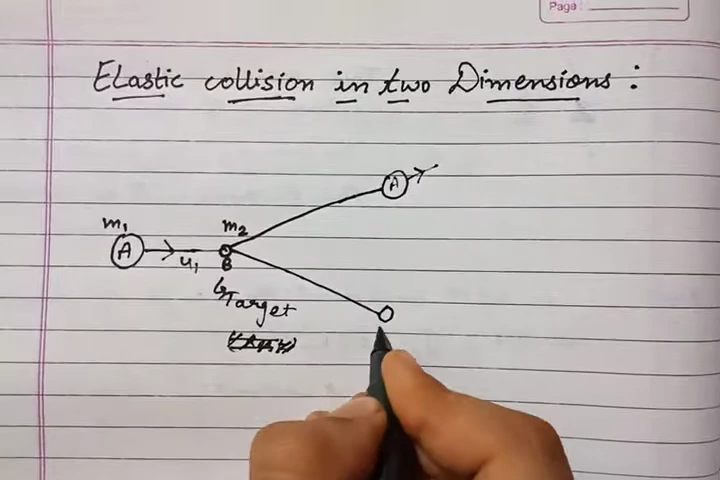 Page:
Elastic collision in two Dimensions :
A
m₁ m₂
A u₁
B
Target